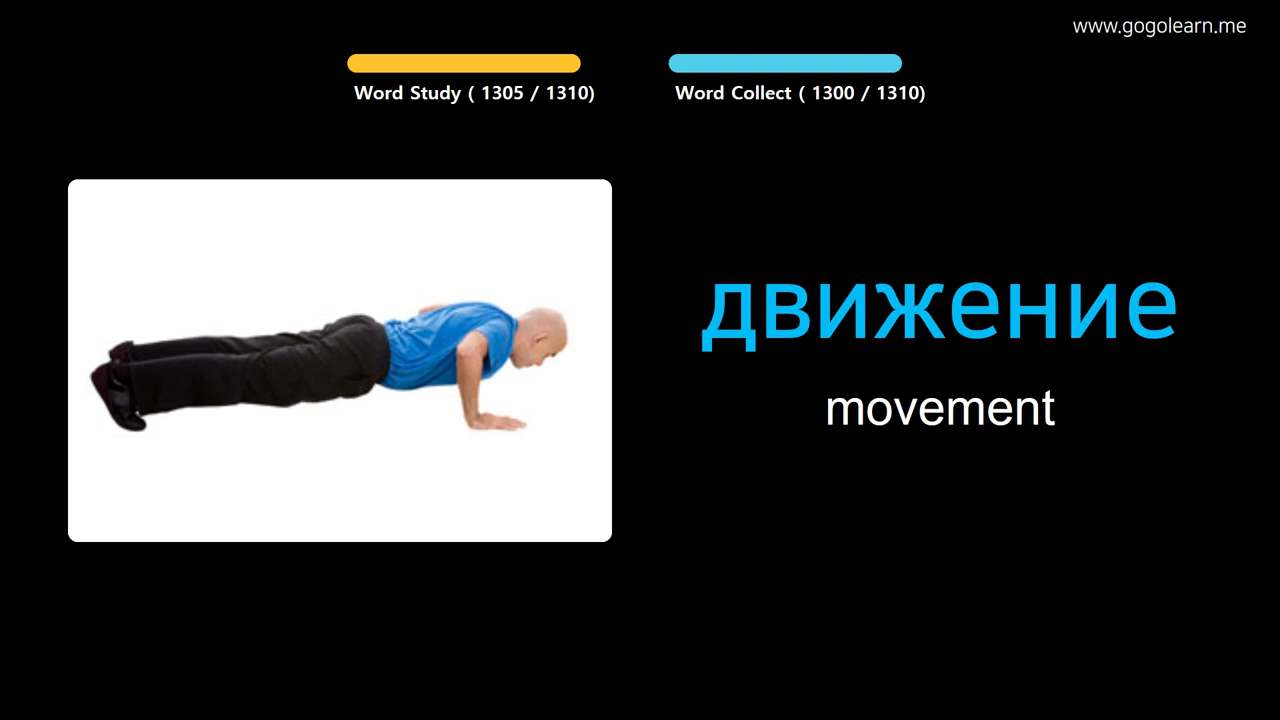 www.gogolearn.me
Word Study ( 1305 / 1310)
Word Collect ( 1300 / 1310)
движение
movement